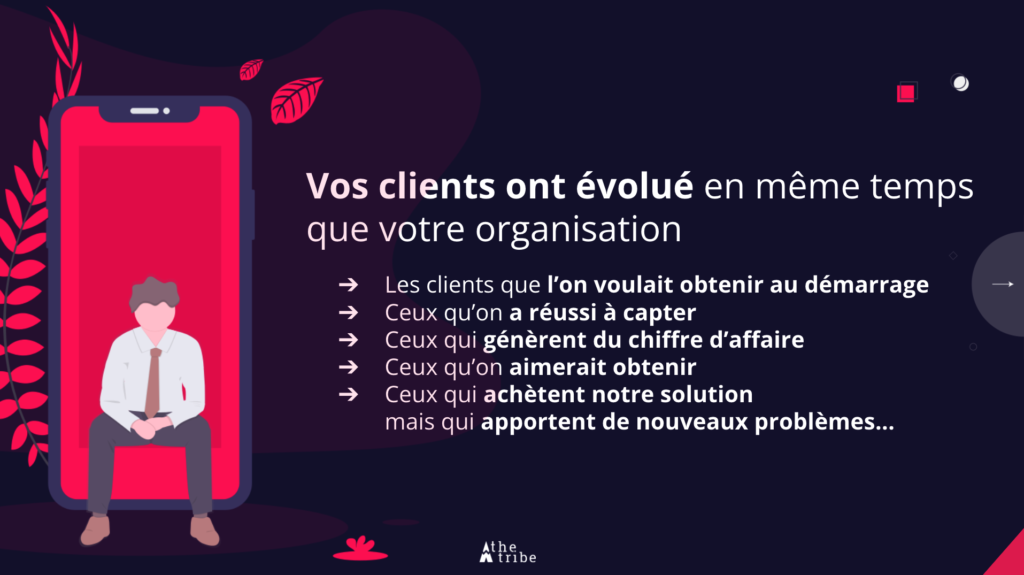 Vos clients ont évolué en même temps
que votre organisation
➔ Les clients que l’on voulait obtenir au démarrage
➔ Ceux qu’on a réussi à capter
➔ Ceux qui génèrent du chiffre d’affaire
➔ Ceux qu’on aimerait obtenir
➔ Ceux qui achètent notre solution
mais qui apportent de nouveaux problèmes...
the
tribe